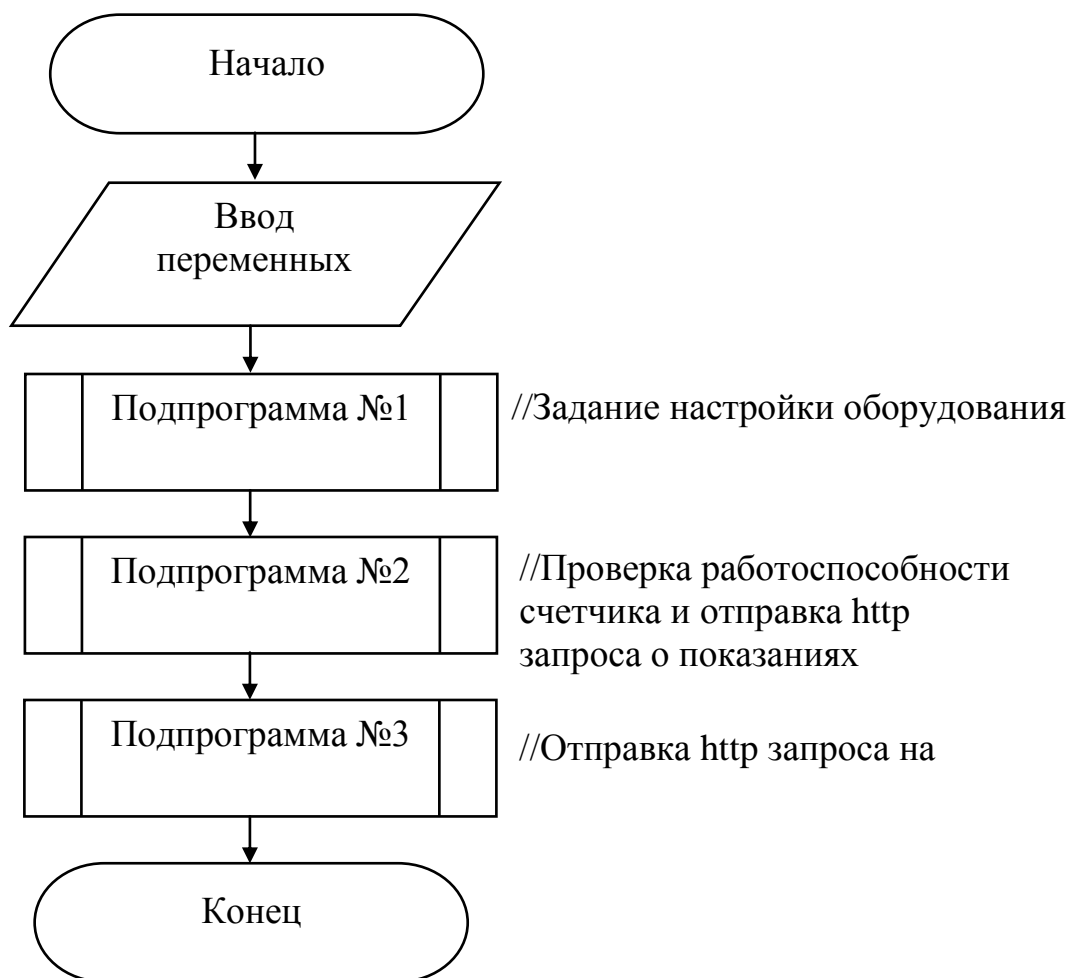 Начало
Ввод
переменных
Подпрограмма №1
//Задание настройки оборудования
Подпрограмма №2
//Проверка работоспособности
счетчика и отправка http
запроса о показаниях
Подпрограмма №3
//Отправка http запроса на
Конец